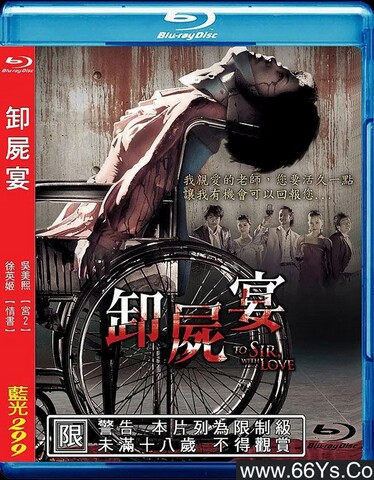 Blu-ray Disc
卸屍宴
吳美熙【宮2】
徐英姬【情書】
藍光299
我親愛的老師，您要活久一點
讓我有機會可以回報您...
卸屍宴
TO SIR,
WITH
LOVE
限
警告 本片列為限制級
未滿十八歲 不得觀賞
Blu-ray Disc
www.66Ys.Co